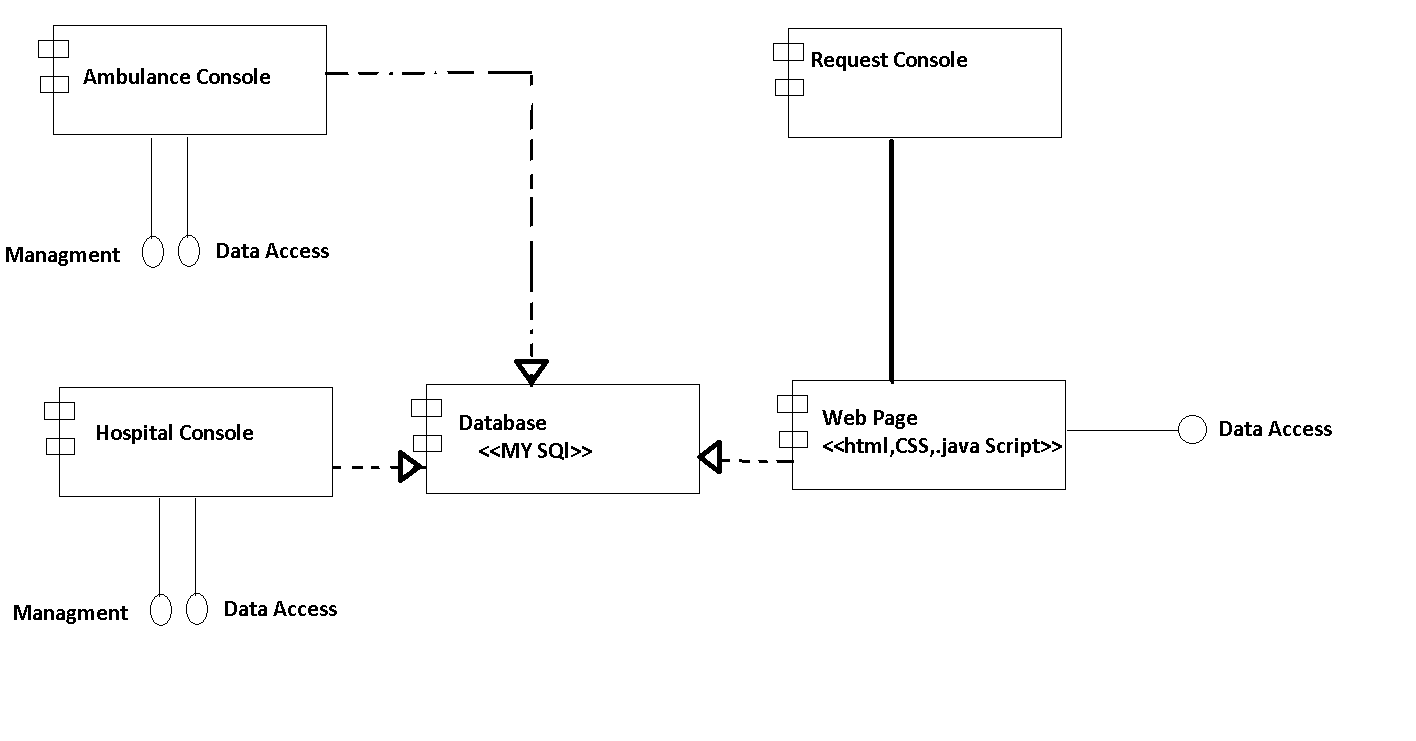 Ambulance Console
Request Console
Managment
Data Access
Hospital Console
Database
<<MY SQl>>
Web Page
<<html,CSS,.java Script>>
Data Access
Managment
Data Access